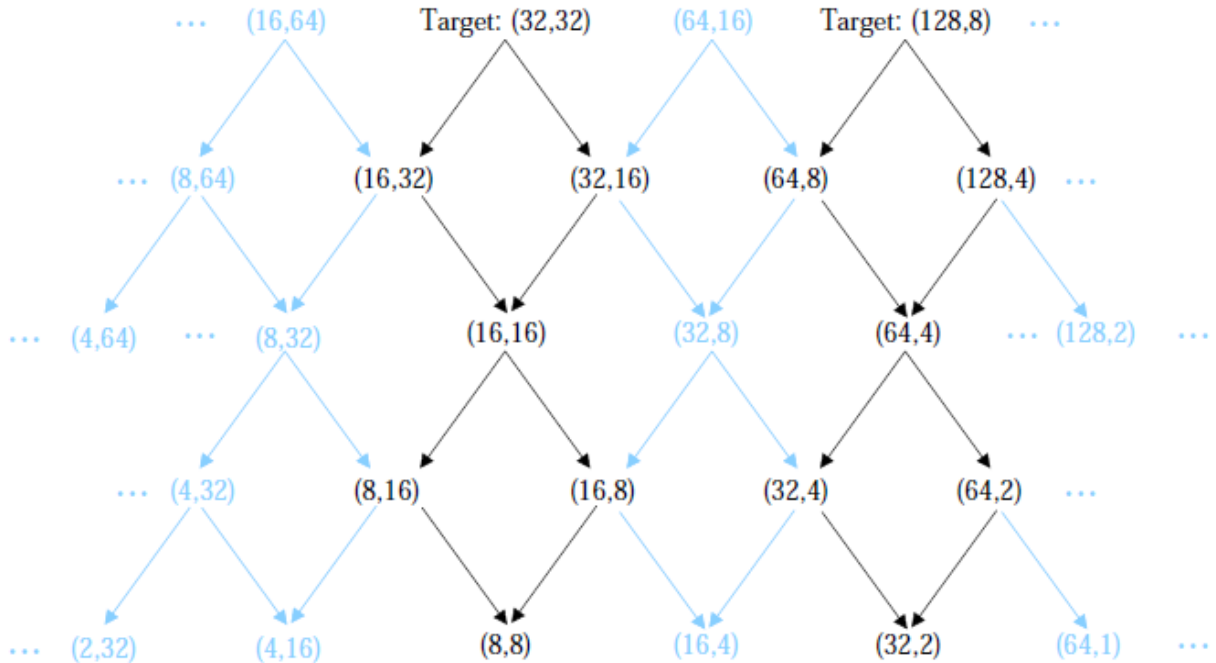 ... (16,64) Target: (32,32) (64,16) Target: (128,8) ...
... (8,64) (16,32) (32,16) (64,8) (128,4) ...
... (4,64) ... (8,32) (16,16) (32,8) (64,4) ... (128,2) ...
... (4,32) (8,16) (16,8) (32,4) (64,2) ...
... (2,32) (4,16) (8,8) (16,4) (32,2) (64,1) ...